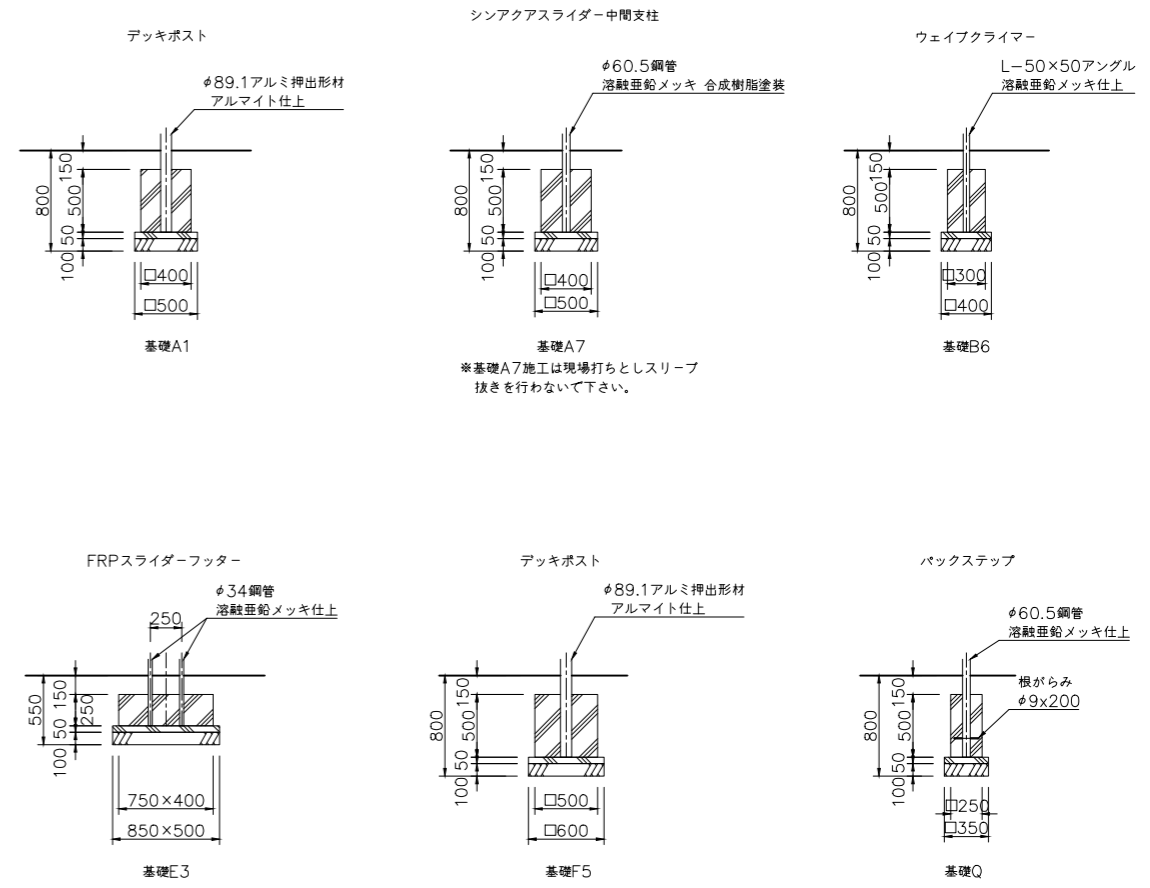 デッキポスト
φ89.1アルミ押出形材
アルマイト仕上
800
150
500
50
100
□400
□500
基礎A1
シンアクアスライダー中間支柱
φ60.5鋼管
溶融亜鉛メッキ 合成樹脂塗装
800
150
500
50
100
□400
□500
基礎A7
※基礎A7施工は現場打ちとしスリーブ
抜きを行わないで下さい。
ウェイブクライマー
L-50×50アングル
溶融亜鉛メッキ仕上
800
150
500
50
100
□300
□400
基礎B6
FRPスライダーフッター
φ34鋼管
溶融亜鉛メッキ仕上
250
550
150
250
50
100
750×400
850×500
基礎E3
デッキポスト
φ89.1アルミ押出形材
アルマイト仕上
800
150
500
50
100
□500
□600
基礎F5
パックステップ
φ60.5鋼管
溶融亜鉛メッキ仕上
根がらみ
φ9x200
800
150
500
50
100
□250
□350
基礎Q